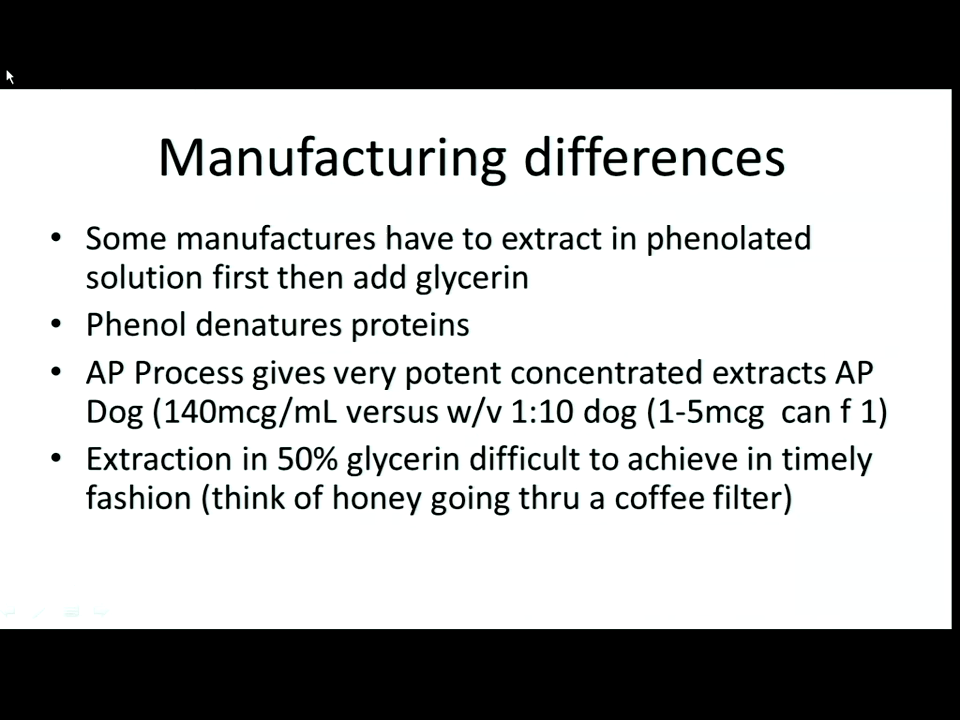 Manufacturing differences
• Some manufactures have to extract in phenolated
solution first then add glycerin
• Phenol denatures proteins
• AP Process gives very potent concentrated extracts AP
Dog (140mcg/mL versus w/v 1:10 dog (1-5mcg  can f 1)
• Extraction in 50% glycerin difficult to achieve in timely
fashion (think of honey going thru a coffee filter)